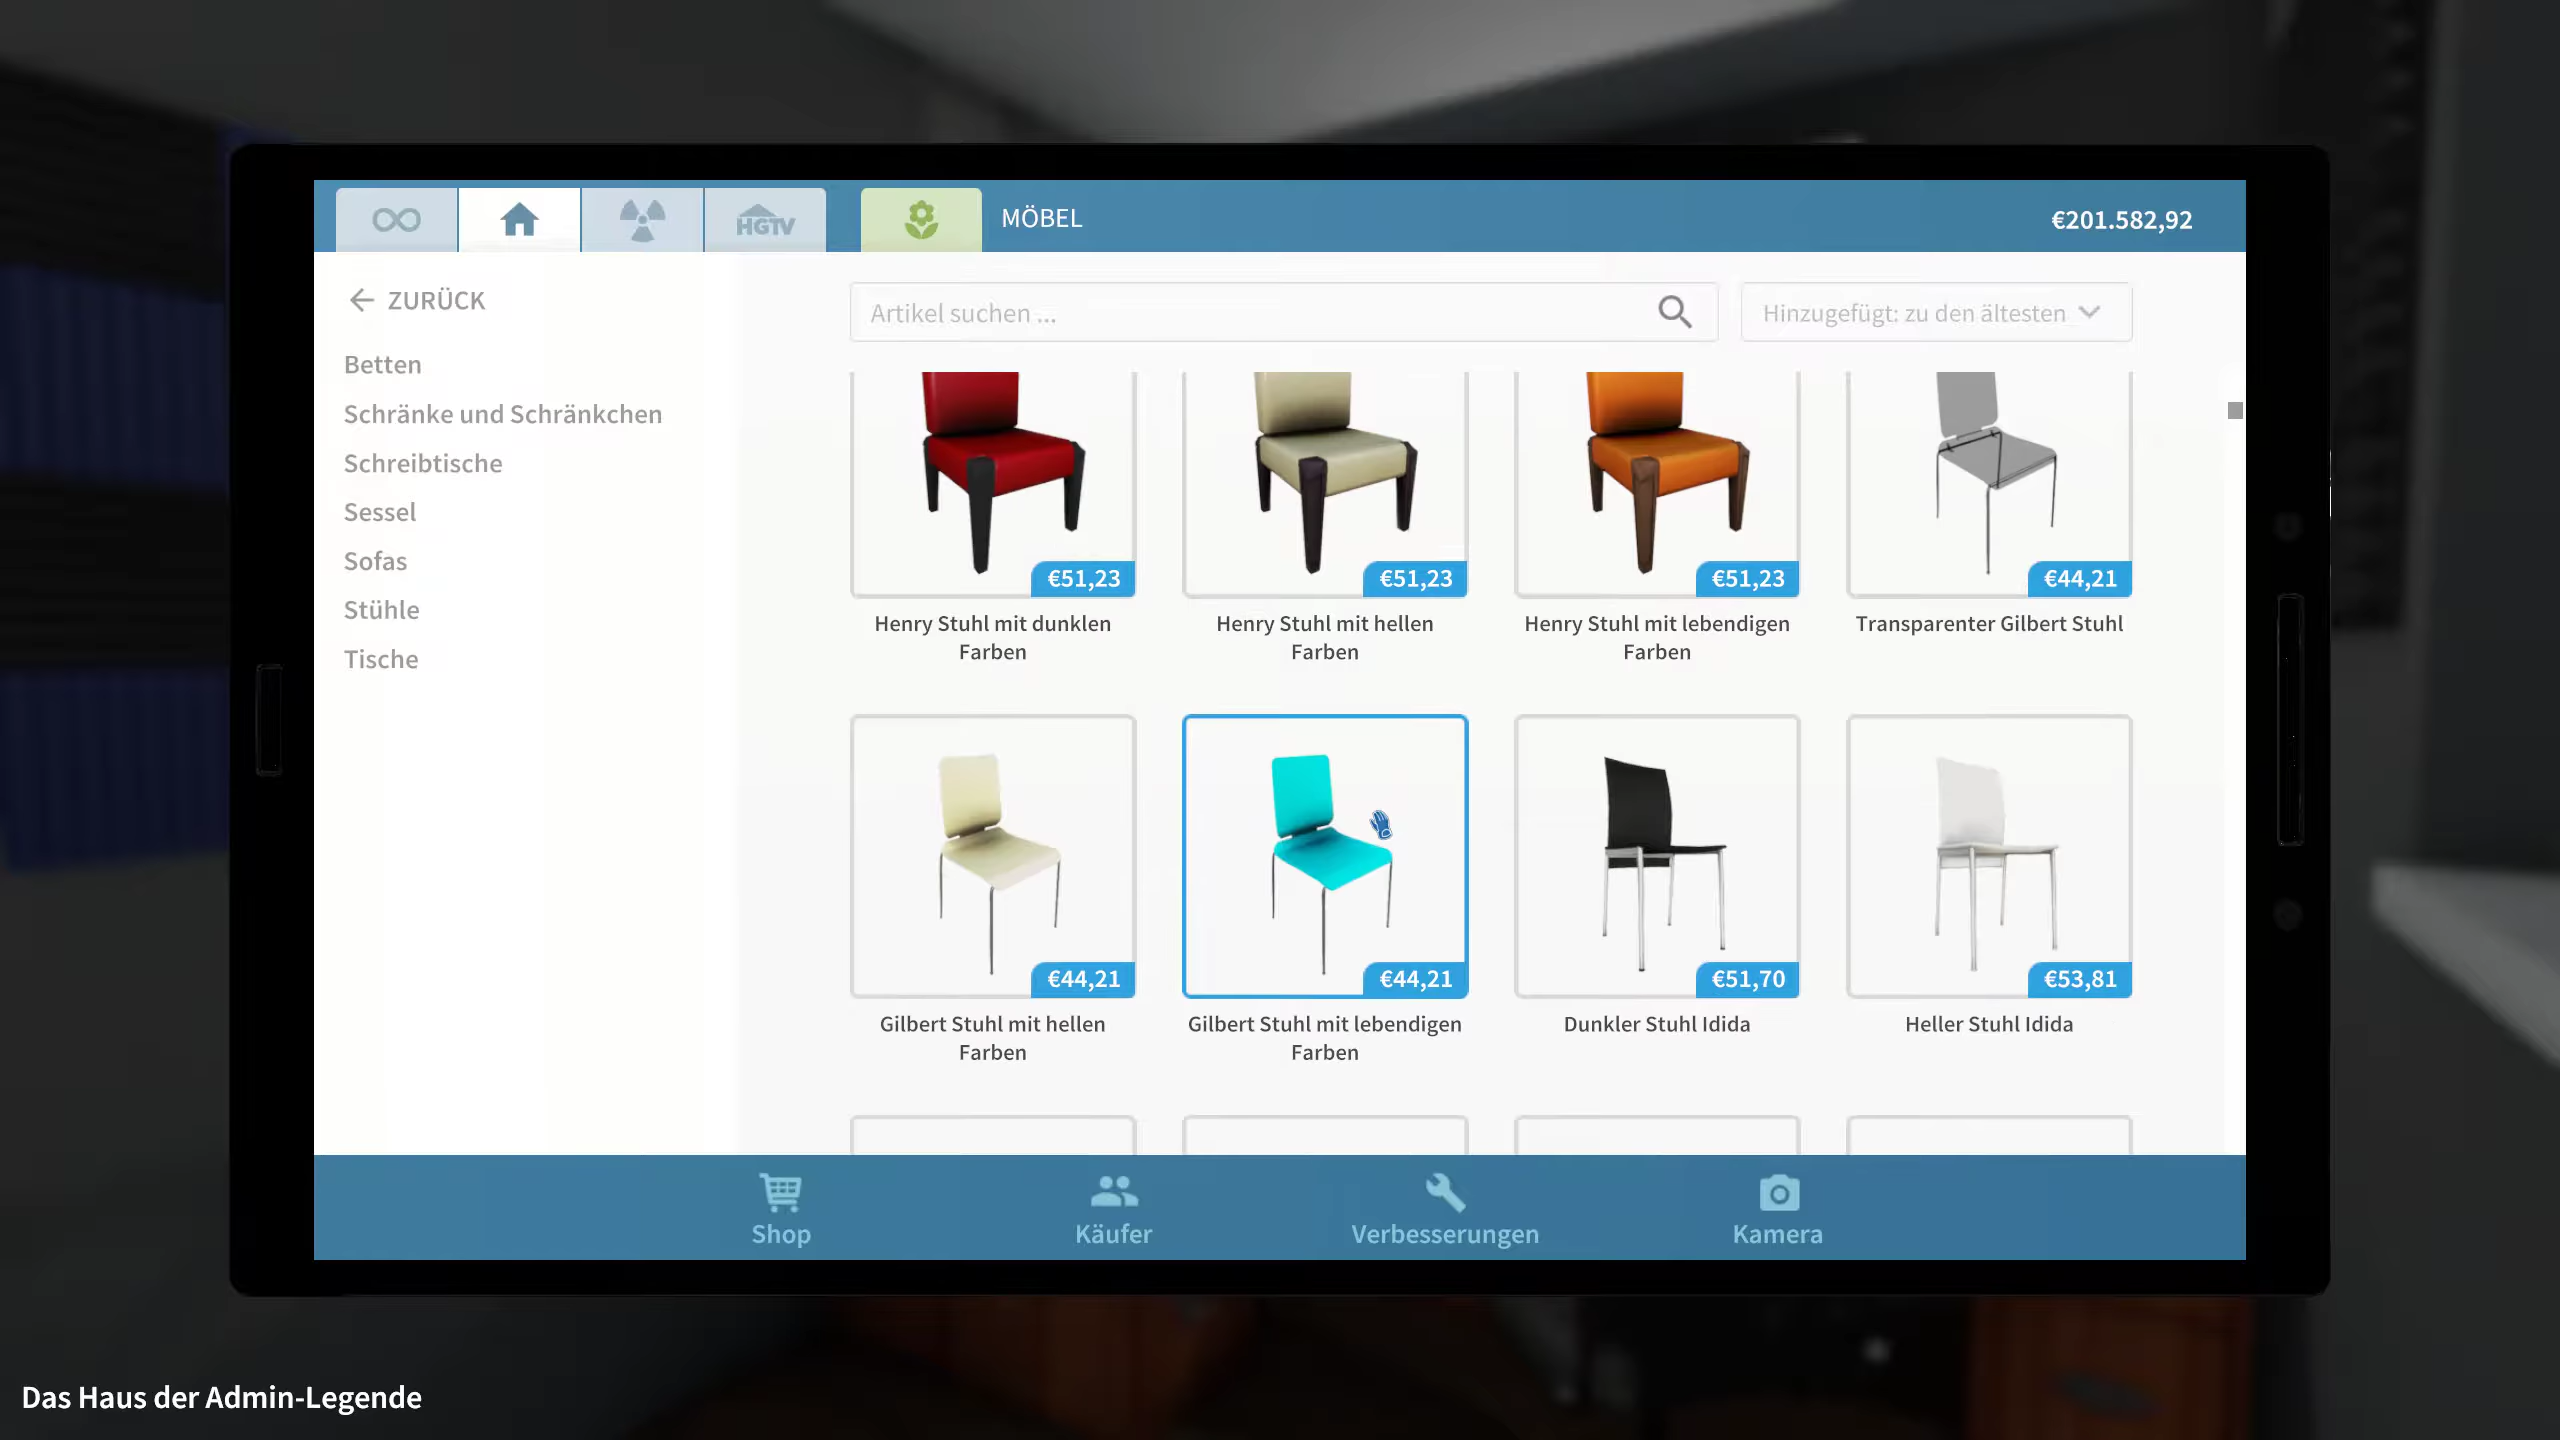 HGTV
MÖBEL
€201.582,92
ZURÜCK
Artikel suchen ...
Hinzugefügt: zu den ältesten
Betten
Schränke und Schränkchen
Schreibtische
Sessel
Sofas
Stühle
Tische
€51,23
€51,23
€51,23
€44,21
Henry Stuhl mit dunklen
Farben
Henry Stuhl mit hellen
Farben
Henry Stuhl mit lebendigen
Farben
Transparenter Gilbert Stuhl
€44,21
€44,21
€51,70
€53,81
Gilbert Stuhl mit hellen
Farben
Gilbert Stuhl mit lebendigen
Farben
Dunkler Stuhl Idida
Heller Stuhl Idida
Shop
Käufer
Verbesserungen
Kamera
Das Haus der Admin-Legende